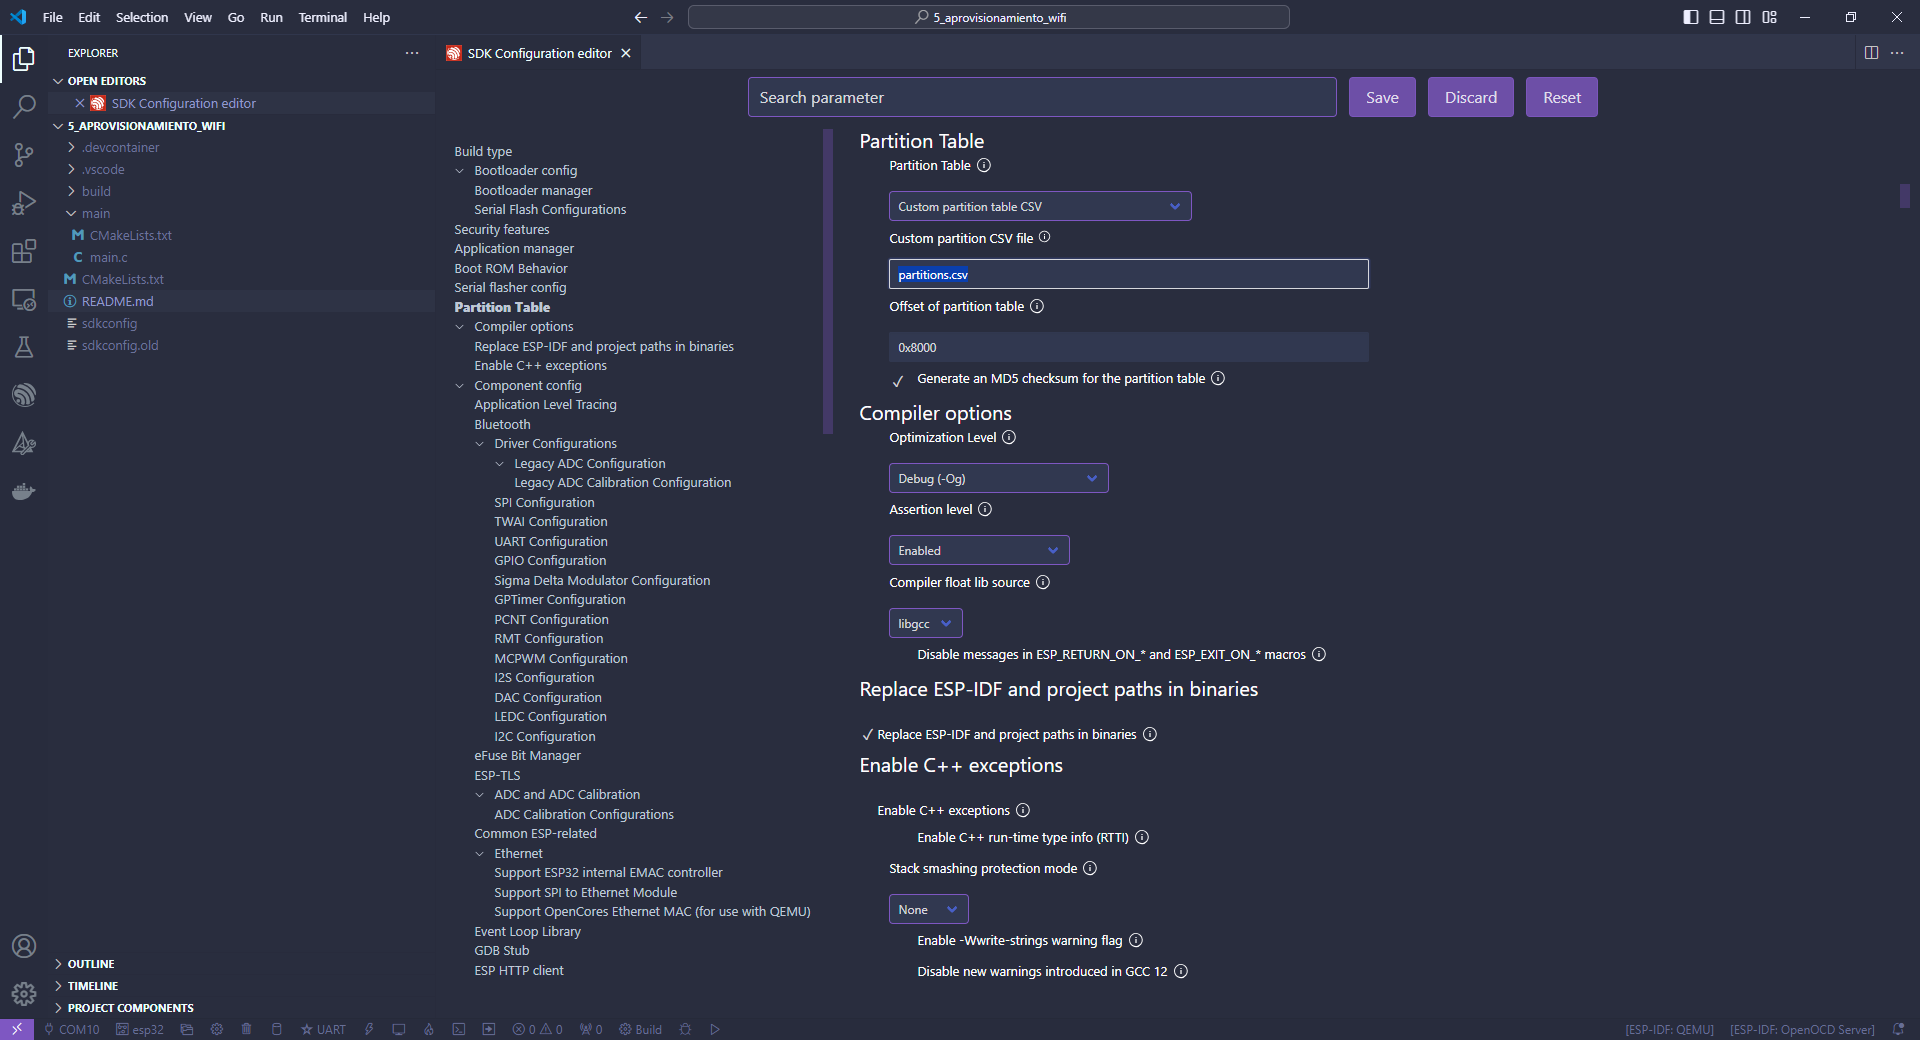 File Edit Selection View Go Run Terminal Help
5_aprovisionamiento_wifi
EXPLORER
OPEN EDITORS
SDK Configuration editor
5_APROVISIONAMIENTO_WIFI
.devcontainer
.vscode
build
main
M CMakeLists.txt
C main.c
M CMakeLists.txt
README.md
sdkconfig
sdkconfig.old
OUTLINE
TIMELINE
PROJECT COMPONENTS
SDK Configuration editor
Search parameter
Save Discard Reset
Build type
Bootloader config
Bootloader manager
Serial Flash Configurations
Security features
Application manager
Boot ROM Behavior
Serial flasher config
Partition Table
Compiler options
Replace ESP-IDF and project paths in binaries
Enable C++ exceptions
Component config
Application Level Tracing
Bluetooth
Driver Configurations
Legacy ADC Configuration
Legacy ADC Calibration Configuration
SPI Configuration
TWAI Configuration
UART Configuration
GPIO Configuration
Sigma Delta Modulator Configuration
GPTimer Configuration
PCNT Configuration
RMT Configuration
MCPWM Configuration
I2S Configuration
DAC Configuration
LEDC Configuration
I2C Configuration
eFuse Bit Manager
ESP-TLS
ADC and ADC Calibration
ADC Calibration Configurations
Common ESP-related
Ethernet
Support ESP32 internal EMAC controller
Support SPI to Ethernet Module
Support OpenCores Ethernet MAC (for use with QEMU)
Event Loop Library
GDB Stub
ESP HTTP client
Partition Table
Partition Table
Custom partition table CSV
Custom partition CSV file
partitions.csv
Offset of partition table
0x8000
Generate an MD5 checksum for the partition table
Compiler options
Optimization Level
Debug (-Og)
Assertion level
Enabled
Compiler float lib source
libgcc
Disable messages in ESP_RETURN_ON_* and ESP_EXIT_ON_* macros
Replace ESP-IDF and project paths in binaries
Replace ESP-IDF and project paths in binaries
Enable C++ exceptions
Enable C++ exceptions
Enable C++ run-time type info (RTTI)
Stack smashing protection mode
None
Enable -Wwrite-strings warning flag
Disable new warnings introduced in GCC 12
COM10 esp32 UART 0 0 0 Build [ESP-IDF: QEMU] [ESP-IDF: OpenOCD Server]